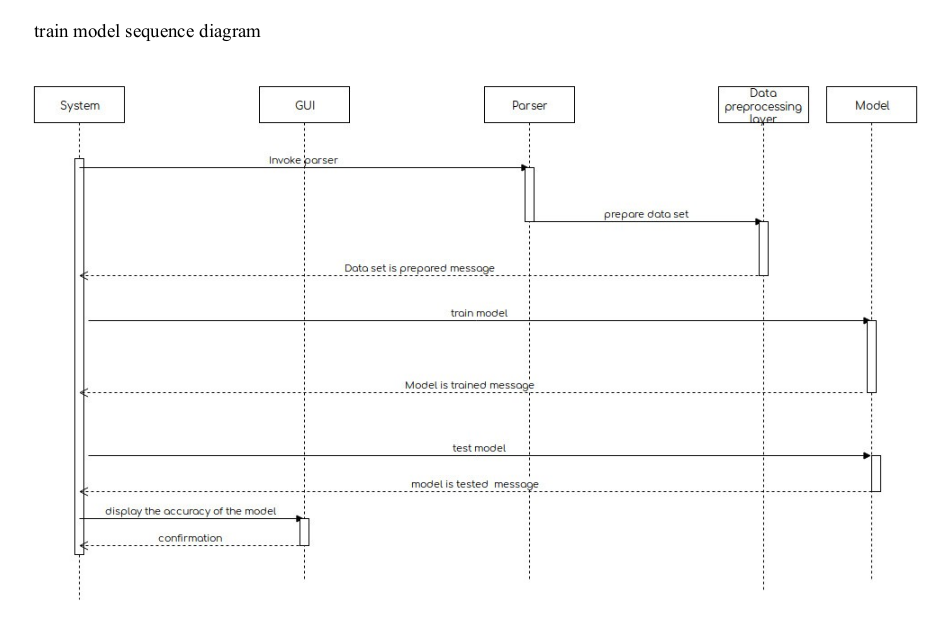 train model sequence diagram
System
GUI
Parser
Data
preprocessing
layer
Model
Invoke parser
prepare data set
Data set is prepared message
train model
Model is trained message
test model
model is tested  message
display the accuracy of the model
confirmation